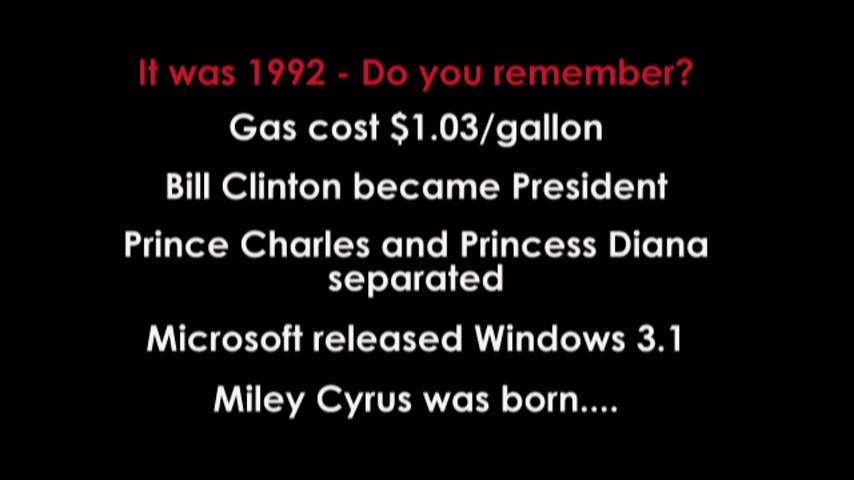 It was 1992 - Do you remember?
Gas cost $1.03/gallon
Bill Clinton became President
Prince Charles and Princess Diana
separated
Microsoft released Windows 3.1
Miley Cyrus was born....